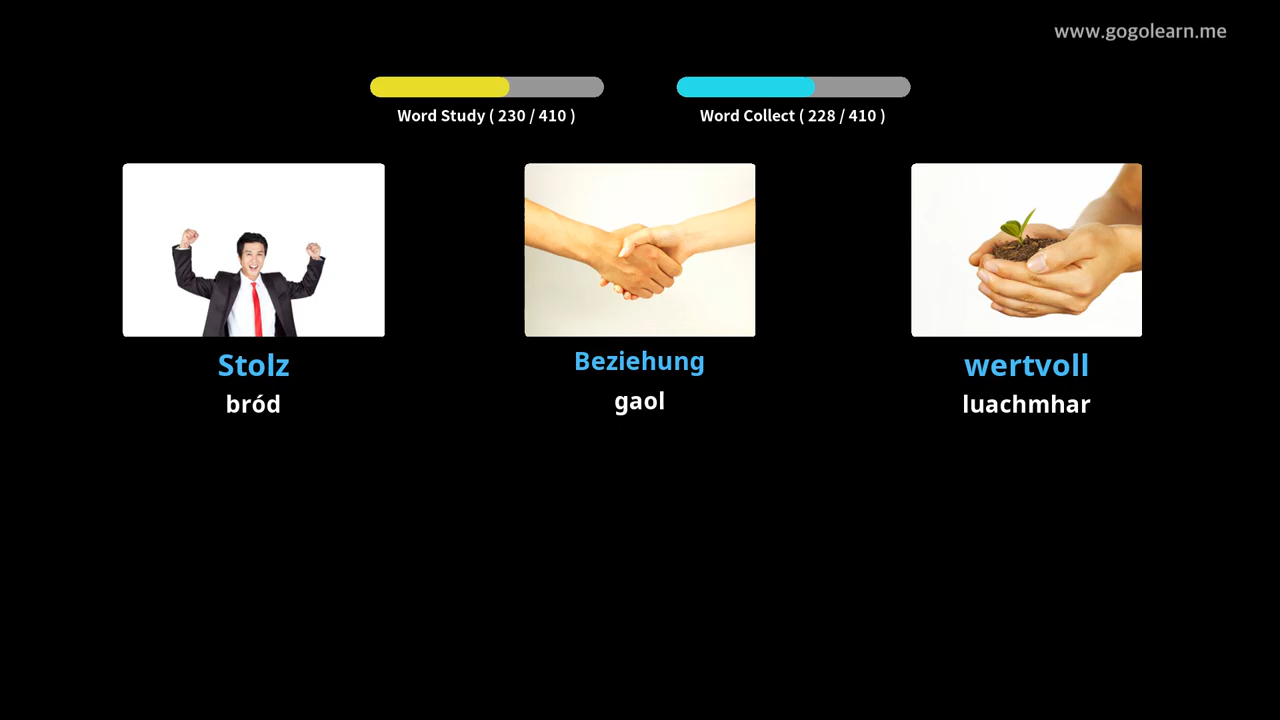 www.gogolearn.me
Word Study ( 230 / 410 )
Word Collect ( 228 / 410 )
Stolz
bród
Beziehung
gaol
wertvoll
luachmhar